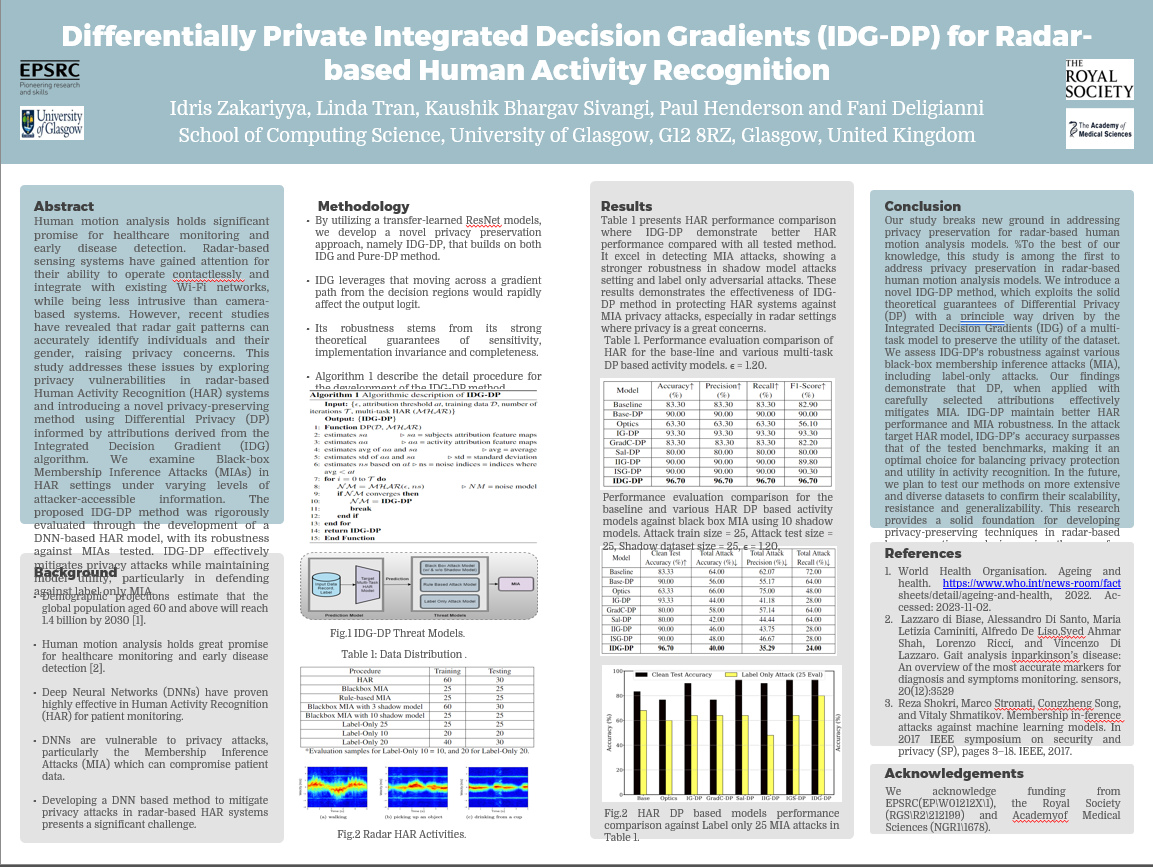 Differentially Private Integrated Decision Gradients (IDG-DP) for Radar-
based Human Activity Recognition
Idris Zakariyya, Linda Tran, Kaushik Bhargav Sivangi, Paul Henderson and Fani Deligianni
School of Computing Science, University of Glasgow, G12 8RZ, Glasgow, United Kingdom
EPSRC
Pioneering research
and skills
University
of Glasgow
THE
ROYAL
SOCIETY
The Academy of
Medical Sciences
Abstract
Human motion analysis holds significant
promise for healthcare monitoring and
early disease detection. Radar-based
sensing systems have gained attention for
their ability to operate contactlessly and
integrate with existing Wi-Fi networks,
while being less intrusive than camera-
based systems. However, recent studies
have revealed that radar gait patterns can
accurately identify individuals and their
gender, raising privacy concerns. This
study addresses these issues by exploring
privacy vulnerabilities in radar-based
Human Activity Recognition (HAR) systems
and introducing a novel privacy-preserving
method using Differential Privacy (DP)
informed by attributions derived from the
Integrated Decision Gradient (IDG)
algorithm. We examine Black-box
Membership Inference Attacks (MIAs) in
HAR settings under varying levels of
attacker-accessible information. The
proposed IDG-DP method was rigorously
evaluated through the development of a
DNN-based HAR model, with its robustness
against MIAs tested. IDG-DP effectively
mitigates privacy attacks while maintaining
model utility, particularly in defending
against label only MIA.
Background
• Demographic projections estimate that the
global population aged 60 and above will reach
1.4 billion by 2030 [1].
• Human motion analysis holds great promise
for healthcare monitoring and early disease
detection [2].
• Deep Neural Networks (DNNs) have proven
highly effective in Human Activity Recognition
(HAR) for patient monitoring.
• DNNs are vulnerable to privacy attacks,
particularly the Membership Inference
Attacks (MIA) which can compromise patient
data.
• Developing a DNN based method to mitigate
privacy attacks in radar-based HAR systems
presents a significant challenge.
Methodology
• By utilizing a transfer-learned ResNet models,
we develop a novel privacy preservation
approach, namely IDG-DP, that builds on both
IDG and Pure-DP method.
• IDG leverages that moving across a gradient
path from the decision regions would rapidly
affect the output logit.
• Its robustness stems from its strong
theoretical guarantees of sensitivity,
implementation invariance and completeness.
• Algorithm 1 describe the detail procedure for
the development of IDG-DP method
Algorithm 1 Algorithmic description of IDG-DP
Input: {ϵ, attribution threshold at, training data D, number of
iterations T, multi-task HAR (MHAR)}
Output: {IDG-DP}
1: Function DP(D, MHAR)
2: estimates sa ▷ sa = subjects attribution feature maps
3: estimates aa ▷ aa = activity attribution feature maps
4: estimates avg of aa and sa ▷ avg = average
5: estimates std of aa and sa ▷ std = standard deviation
6: estimates ns based on at ▷ ns = noise indices = indices where
avg < at
7: for i = 0 to T do
8: NM = MHAR(ϵ, ns) ▷ NM = noise model
9: if NM converges then
10: NM = IDG-DP
11: break
12: end if
13: end for
14: return IDG-DP
15: End Function
Input Data
Record,
Label
Target
Multi-Task
HAR
Model
Prediction
Black Box Attack Model
(w/ & w/o Shadow Model)
Rule Based Attack Model
Label Only Attack Model
MIA
Prediction Model
Threat Models
Fig.1 IDG-DP Threat Models.
Table 1: Data Distribution .
Procedure Training Testing
HAR 60 30
Blackbox MIA 25 25
Rule-based MIA 25 25
Blackbox MIA with 3 shadow model 60 30
Blackbox MIA with 10 shadow model 25 25
Label-Only 25 25 25
Label-Only 10 20 20
Label-Only 20 40 30
*Evaluation samples for Label-Only 10 = 10, and 20 for Label-Only 20.
(a) walking (b) picking up an object (c) drinking from a cup
Fig.2 Radar HAR Activities.
Results
Table 1 presents HAR performance comparison
where IDG-DP demonstrate better HAR
performance compared with all tested method.
It excel in detecting MIA attacks, showing a
stronger robustness in shadow model attacks
setting and label only adversarial attacks. These
results demonstrates the effectiveness of IDG-
DP method in protecting HAR systems against
MIA privacy attacks, especially in radar settings
where privacy is a great concerns.
Table 1. Performance evaluation comparison of
HAR for the base-line and various multi-task
DP based activity models. ϵ = 1.20.
Model Accuracy↑ (%) Precision↑ (%) Recall↑ (%) F1-Score↑ (%)
Baseline 83.30 83.30 83.30 82.90
Base-DP 90.00 90.00 90.00 90.00
Optics 63.30 63.30 63.30 56.10
IG-DP 93.30 93.30 93.30 93.30
GradC-DP 83.30 83.30 83.30 82.20
Sal-DP 80.00 80.00 80.00 80.00
IIG-DP 90.00 90.00 90.00 89.80
ISG-DP 90.00 90.00 90.00 90.30
IDG-DP 96.70 96.70 96.70 96.70
Performance evaluation comparison for the
baseline and various HAR DP based activity
models against black box MIA using 10 shadow
models. Attack train size = 25, Attack test size =
25, Shadow dataset size = 25, ϵ = 1.20.
Model Clean Test Accuracy (%)↑ Total Attack Accuracy (%)↓ Total Attack Precision (%)↓ Total Attack Recall (%)↓
Baseline 83.33 64.00 62.07 72.00
Base-DP 90.00 56.00 55.17 64.00
Optics 63.33 66.00 75.00 48.00
IG-DP 93.33 44.00 41.18 28.00
GradC-DP 80.00 58.00 57.14 64.00
Sal-DP 80.00 42.00 44.44 64.00
IIG-DP 90.00 46.00 43.75 28.00
ISG-DP 90.00 48.00 46.67 28.00
IDG-DP 96.70 40.00 35.29 24.00
Clean Test Accuracy Label Only Attack (25 Eval)
Accuracy (%)
Accuracy (%)
100
80
60
40
20
0
Base Optics IG-DP GradC-DP Sal-DP IIG-DP IGS-DP IDG-DP
Fig.2 HAR DP based models performance
comparison against Label only 25 MIA attacks in
Table 1.
Conclusion
Our study breaks new ground in addressing
privacy preservation for radar-based human
motion analysis models. %To the best of our
knowledge, this study is among the first to
address privacy preservation in radar-based
human motion analysis models. We introduce a
novel IDG-DP method, which exploits the solid
theoretical guarantees of Differential Privacy
(DP) with a principle way driven by the
Integrated Decision Gradients (IDG) of a multi-
task model to preserve the utility of the dataset.
We assess IDG-DP's robustness against various
black-box membership inference attacks (MIA),
including label-only attacks. Our findings
demonstrate that DP, when applied with
carefully selected attributions effectively
mitigates MIA. IDG-DP maintain better HAR
performance and MIA robustness. In the attack
target HAR model, IDG-DP's accuracy surpasses
that of the tested benchmarks, making it an
optimal choice for balancing privacy protection
and utility in activity recognition. In the future,
we plan to test our methods on more extensive
and diverse datasets to confirm their scalability,
resistance and generalizability. This research
provides a solid foundation for developing
privacy-preserving techniques in radar-based
References
1. World Health Organisation. Ageing and
health. https://www.who.int/news-room/fact
sheets/detail/ageing-and-health, 2022. Ac-
cessed: 2023-11-02.
2. Lazzaro di Biase, Alessandro Di Santo, Maria
Letizia Caminiti, Alfredo De Liso,Syed Ahmar
Shah, Lorenzo Ricci, and Vincenzo Di
Lazzaro. Gait analysis inparkinson's disease:
An overview of the most accurate markers for
diagnosis and symptoms monitoring. sensors,
20(12):3529
3. Reza Shokri, Marco Stronati, Congzheng Song,
and Vitaly Shmatikov. Membership in-ference
attacks against machine learning models. In
2017 IEEE symposium on security and
privacy (SP), pages 3–18. IEEE, 2017.
Acknowledgements
We acknowledge funding from
EPSRC(EP\W01212X\1), the Royal Society
(RGS\R2\212199) and Academyof Medical
Sciences (NGR1\1678).